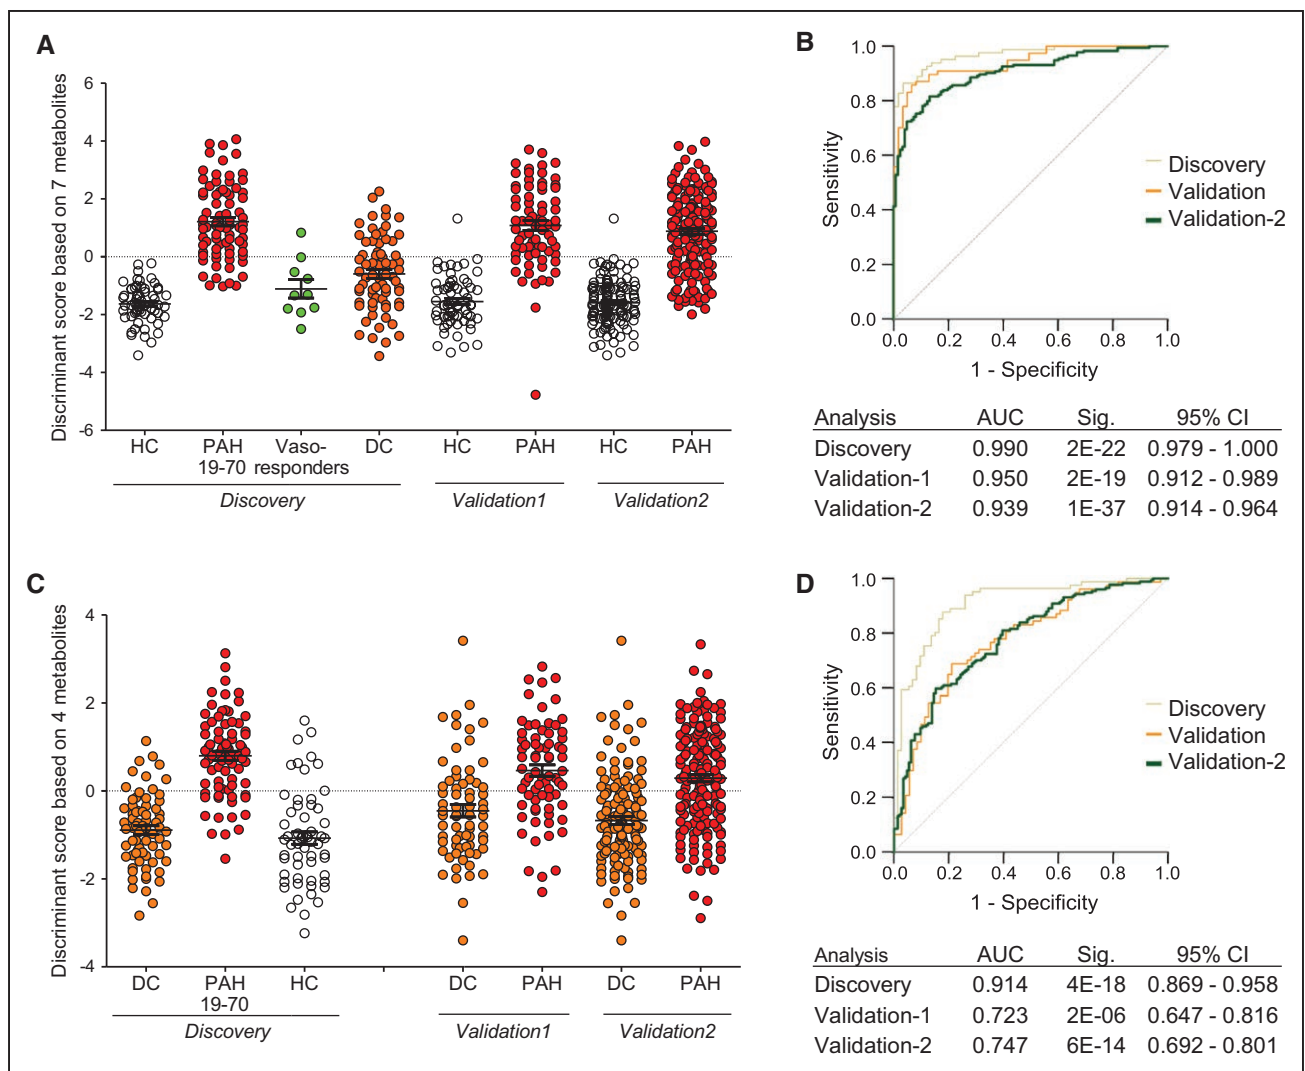 A
Discriminant score based on 7 metabolites
6
4
2
0
-2
-4
-6
HC
PAH
19-70
Vaso-
responders
DC
HC
PAH
HC
PAH
Discovery
Validation1
Validation2
B
Sensitivity
1.0
0.8
0.6
0.4
0.2
0.0
0.0 0.2 0.4 0.6 0.8 1.0
1 - Specificity
Discovery
Validation
Validation-2
Analysis AUC Sig. 95% CI
Discovery 0.990 2E-22 0.979 - 1.000
Validation-1 0.950 2E-19 0.912 - 0.989
Validation-2 0.939 1E-37 0.914 - 0.964
C
Discriminant score based on 4 metabolites
4
2
0
-2
-4
DC
PAH
19-70
HC
DC
PAH
DC
PAH
Discovery
Validation1
Validation2
D
Sensitivity
1.0
0.8
0.6
0.4
0.2
0.0
0.0 0.2 0.4 0.6 0.8 1.0
1 - Specificity
Discovery
Validation
Validation-2
Analysis AUC Sig. 95% CI
Discovery 0.914 4E-18 0.869 - 0.958
Validation-1 0.723 2E-06 0.647 - 0.816
Validation-2 0.747 6E-14 0.692 - 0.801